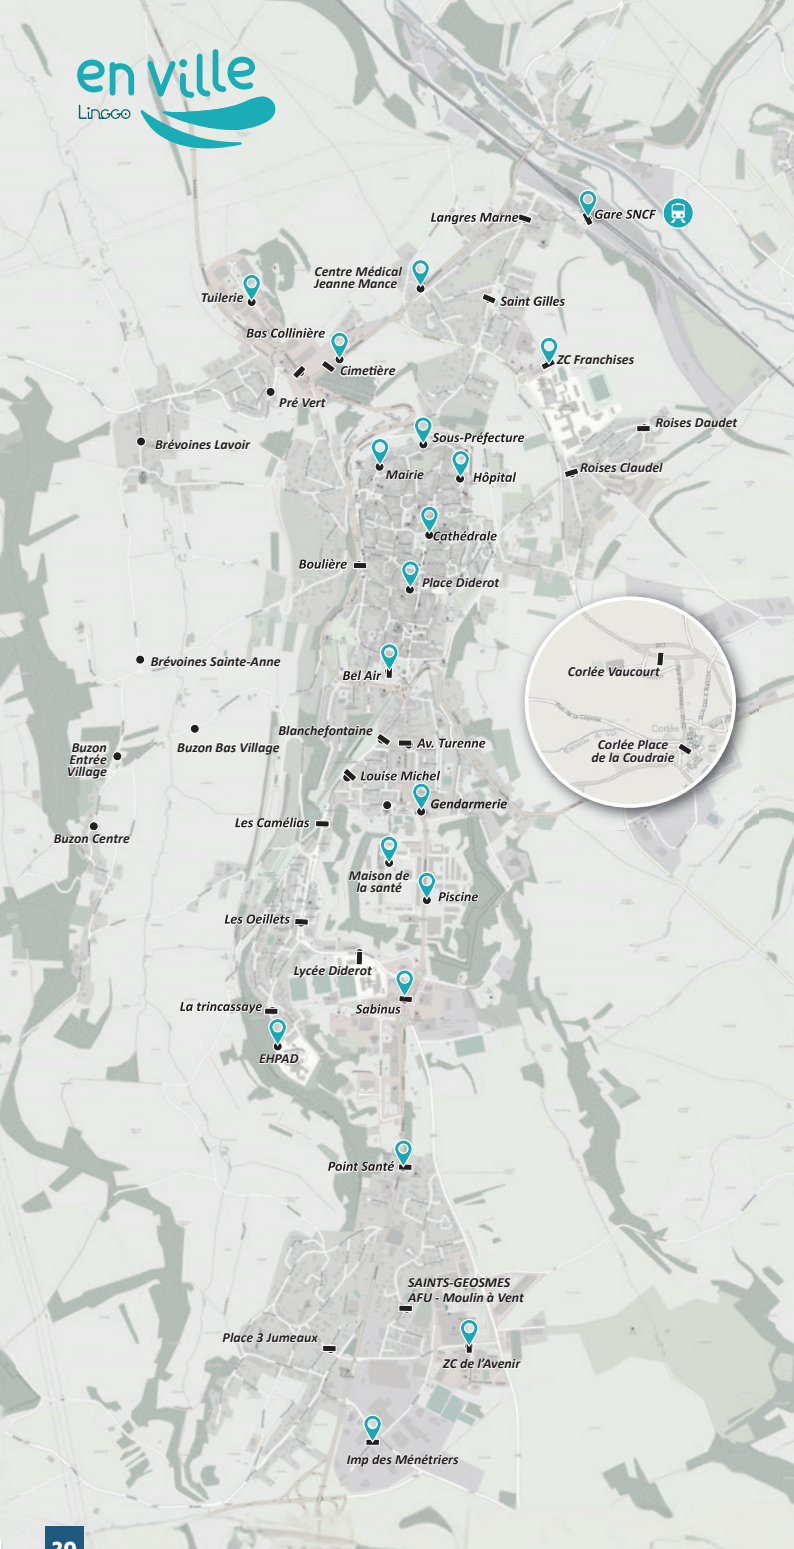 en ville
Linggo
Langres Marne
Gare SNCF
Centre Médical
Jeanne Mance
Tuilerie
Saint Gilles
Bas Collinière
Cimetière
ZC Franchises
Pré Vert
Roises Daudet
Brévoines Lavoir
Sous-Préfecture
Mairie
Hôpital
Roises Claudel
Cathédrale
Boulière
Place Diderot
Brévoines Sainte-Anne
Bel Air
Corlée Vaucourt
Corlée
Blanchefontaine
Av. Turenne
Buzon Bas Village
Buzon
Entrée
Village
Corlée Place
de la Coudraie
Louise Michel
Gendarmerie
Les Camélias
Buzon Centre
Maison de
la santé
Piscine
Les Oeillets
Lycée Diderot
La trincassaye
Sabinus
EHPAD
Point Santé
SAINTS-GEOSMES
AFU - Moulin à Vent
Place 3 Jumeaux
ZC de l'Avenir
Imp des Ménétriers
20